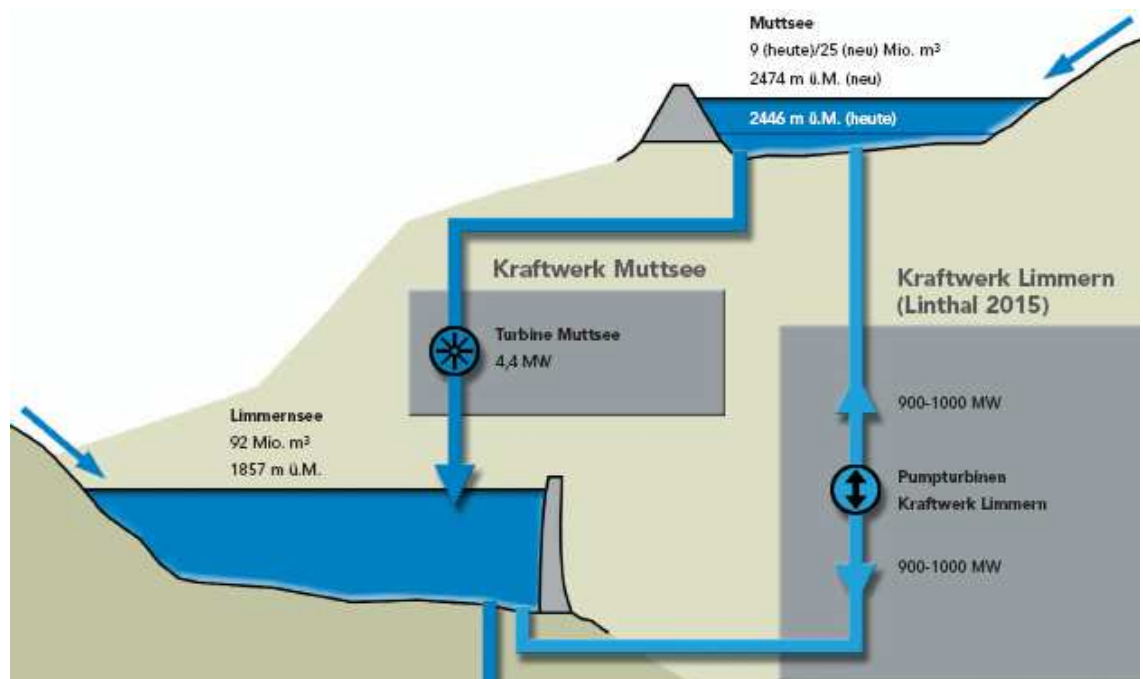 Muttsee
9 (heute)/25 (neu) Mio. m³
2474 m ü.M. (neu)
2446 m ü.M. (heute)
Kraftwerk Muttsee
Turbine Muttsee
4,4 MW
Kraftwerk Limmern
(Linthal 2015)
900-1000 MW
Pumpturbinen
Kraftwerk Limmern
900-1000 MW
Limmernsee
92 Mio. m³
1857 m ü.M.